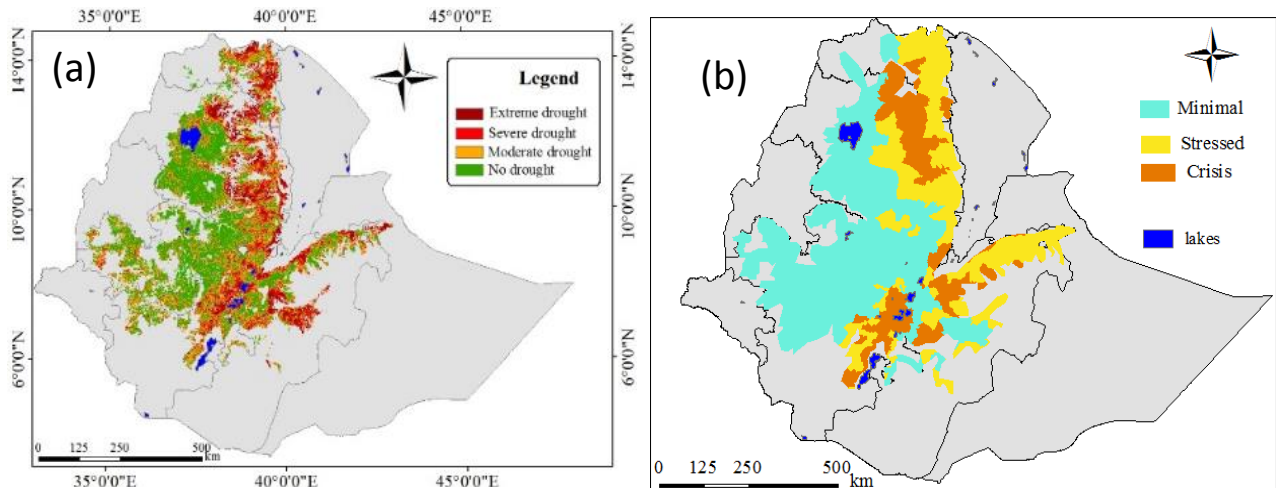 35°0'0"E 40°0'0"E 45°0'0"E
(a)
14°0'0"N
10°0'0"N
6°0'0"N
Legend
Extreme drought
Severe drought
Moderate drought
No drought
14°0'0"N
10°0'0"N
6°0'0"N
0 125 250 500
km
35°0'0"E 40°0'0"E 45°0'0"E
(b)
Minimal
Stressed
Crisis
lakes
0 125 250 500
km